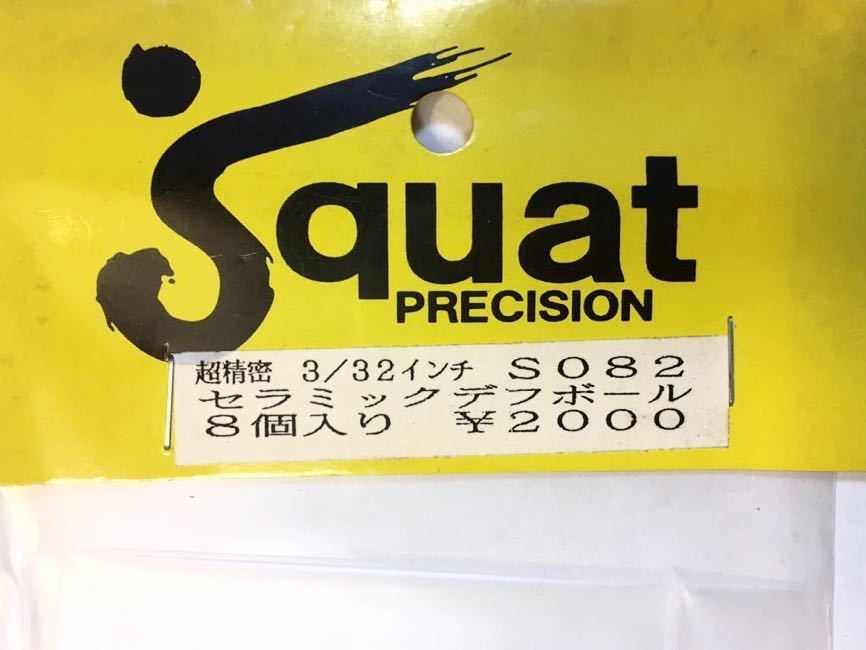 Squat
PRECISION
超精密 3/32インチ S082
セラミックデフボール
8個入り ¥2000